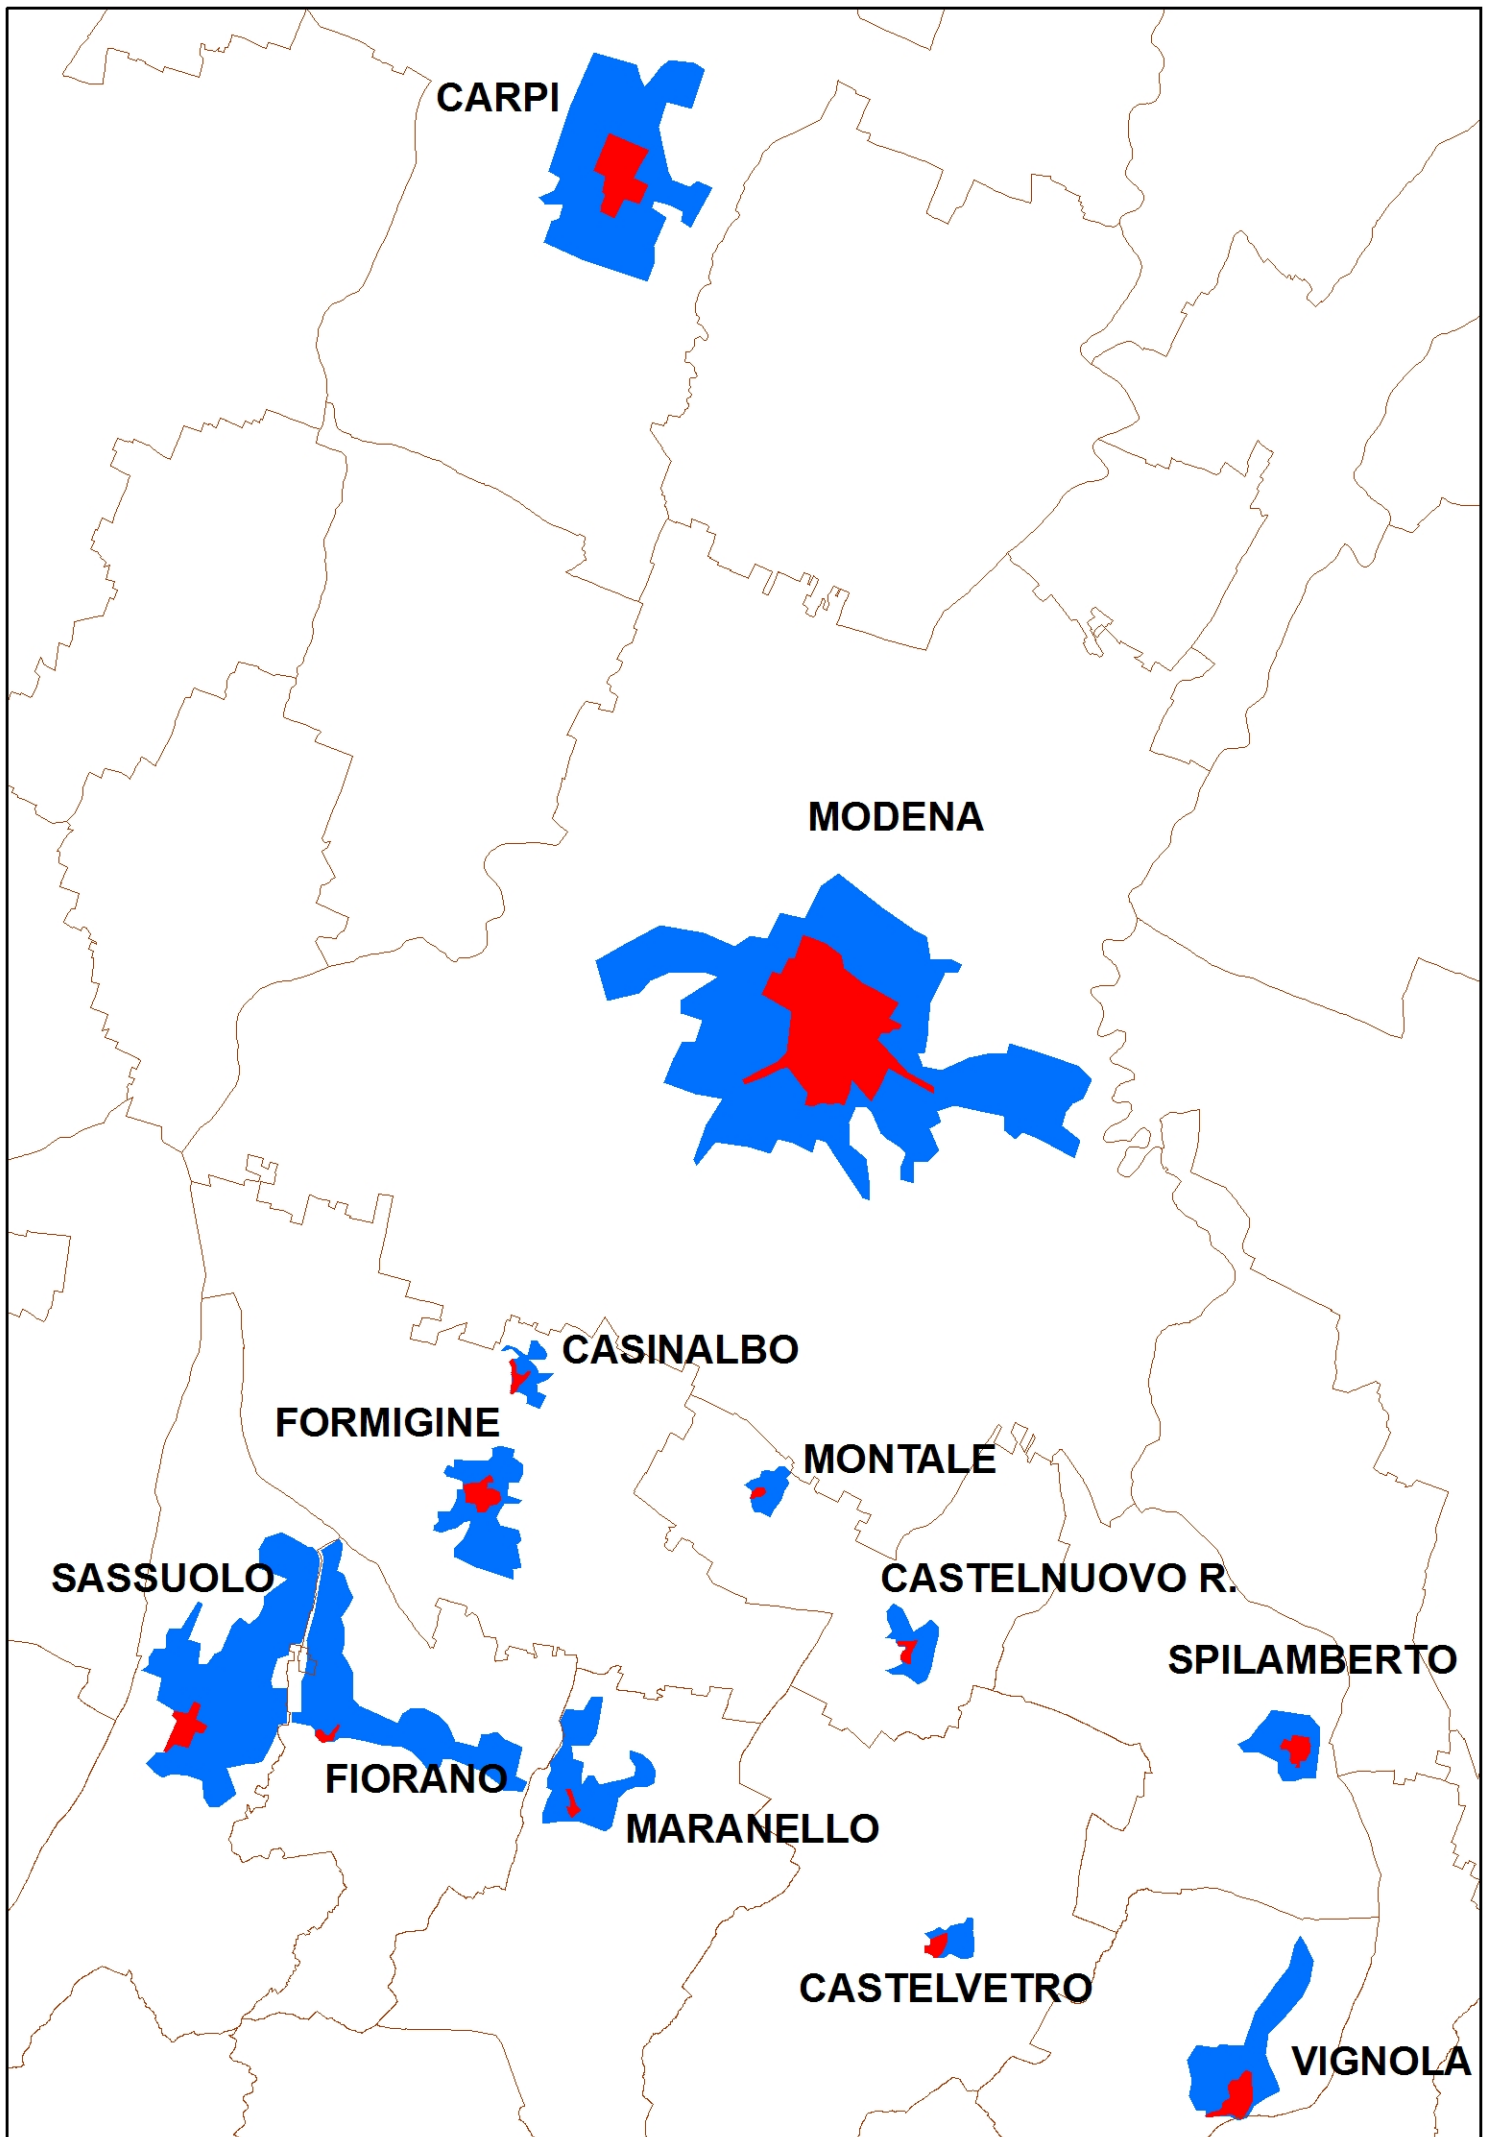 CARPI
MODENA
CASINALBO
FORMIGINE
MONTALE
SASSUOLO
CASTELNUOVO R.
SPILAMBERTO
FIORANO
MARANELLO
CASTELVETRO
VIGNOLA